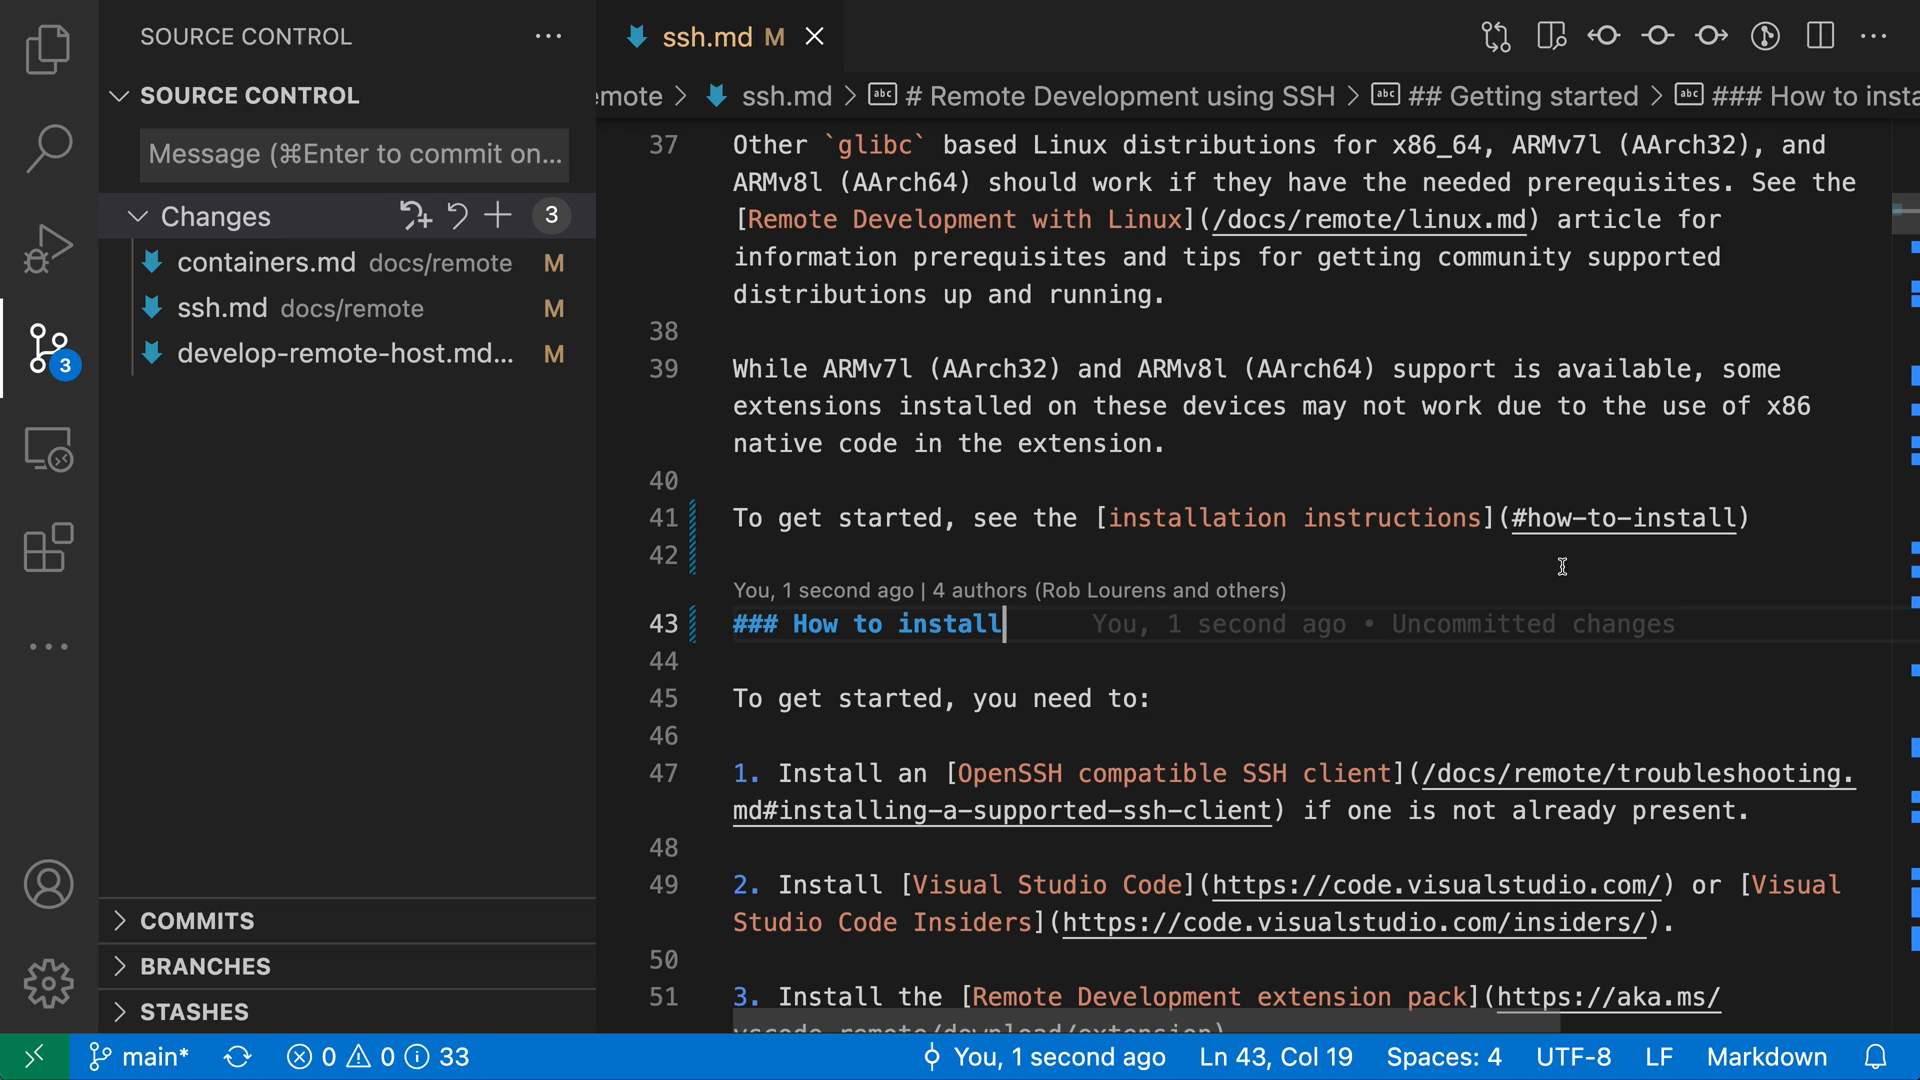 SOURCE CONTROL
SOURCE CONTROL
Message (⌘Enter to commit on...
Changes 3
containers.md docs/remote M
ssh.md docs/remote M
develop-remote-host.md... M
3
COMMITS
BRANCHES
STASHES
ssh.md M
emote > ssh.md > # Remote Development using SSH > ## Getting started > ### How to insta
37 Other `glibc` based Linux distributions for x86_64, ARMv7l (AArch32), and
ARMv8l (AArch64) should work if they have the needed prerequisites. See the
[Remote Development with Linux](/docs/remote/linux.md) article for
information prerequisites and tips for getting community supported
distributions up and running.
38
39 While ARMv7l (AArch32) and ARMv8l (AArch64) support is available, some
extensions installed on these devices may not work due to the use of x86
native code in the extension.
40
41 To get started, see the [installation instructions](#how-to-install)
42
You, 1 second ago | 4 authors (Rob Lourens and others)
43 ### How to install You, 1 second ago • Uncommitted changes
44
45 To get started, you need to:
46
47 1. Install an [OpenSSH compatible SSH client](/docs/remote/troubleshooting.
md#installing-a-supported-ssh-client) if one is not already present.
48
49 2. Install [Visual Studio Code](https://code.visualstudio.com/) or [Visual
Studio Code Insiders](https://code.visualstudio.com/insiders/).
50
51 3. Install the [Remote Development extension pack](https://aka.ms/
vscode-remote/download/extension)
main* 0 0 33 You, 1 second ago Ln 43, Col 19 Spaces: 4 UTF-8 LF Markdown